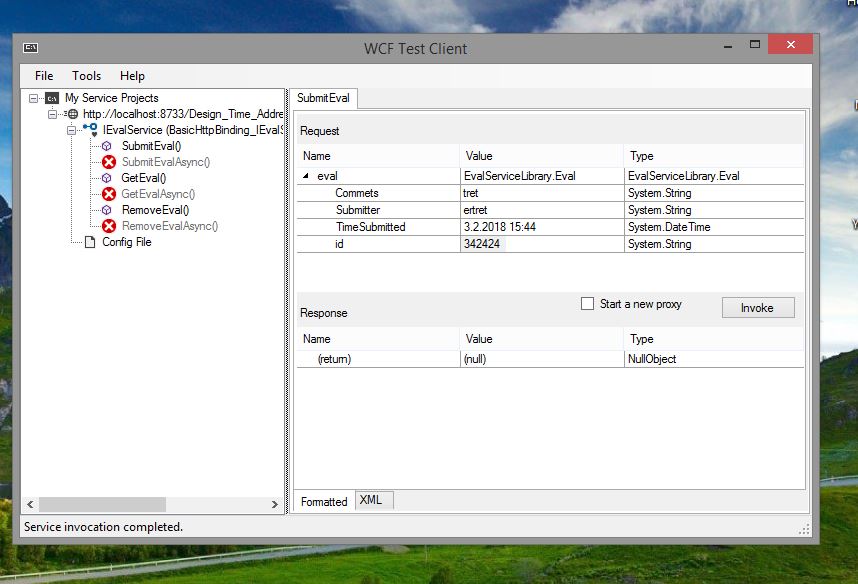 WCF Test Client
File Tools Help
My Service Projects
http://localhost:8733/Design_Time_Addre
IEvalService (BasicHttpBinding_IEvalS
SubmitEval()
SubmitEvalAsync()
GetEval()
GetEvalAsync()
RemoveEval()
RemoveEvalAsync()
Config File
SubmitEval
Request
Name Value Type
eval EvalServiceLibrary.Eval EvalServiceLibrary.Eval
Commets tret System.String
Submitter ertret System.String
TimeSubmitted 3.2.2018 15:44 System.DateTime
id 342424 System.String
Response
Start a new proxy Invoke
Name Value Type
(return) (null) NullObject
Formatted XML
Service invocation completed.